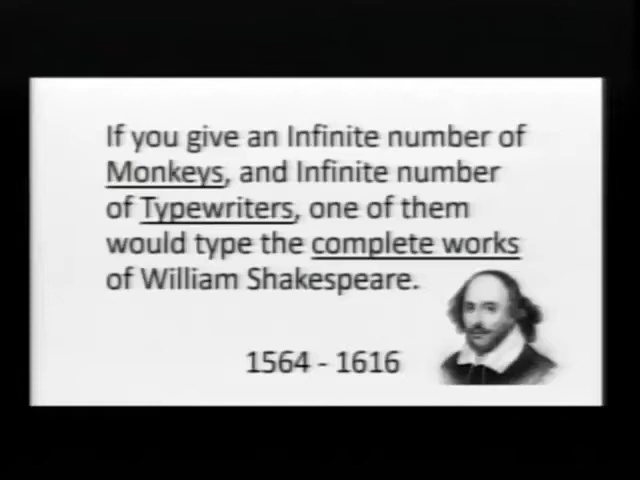 If you give an Infinite number of
Monkeys, and Infinite number
of Typewriters, one of them
would type the complete works
of William Shakespeare.
1564 - 1616